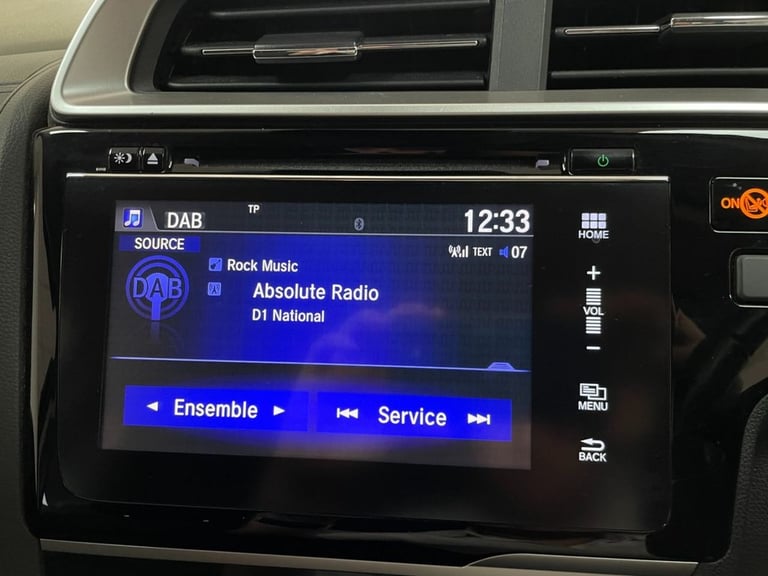 DAB
TP
12:33
SOURCE
TEXT 07
DAB
Rock Music
Absolute Radio
D1 National
Ensemble
Service
HOME
+
VOL
−
MENU
BACK
ON